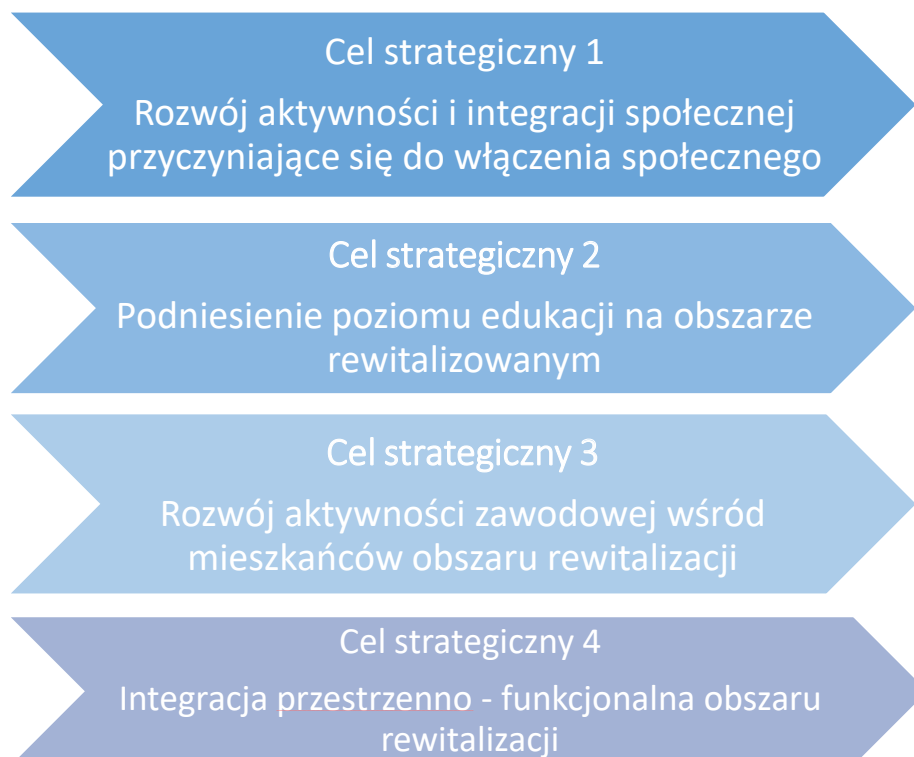 Cel strategiczny 1
Rozwój aktywności i integracji społecznej
przyczyniające się do włączenia społecznego
Cel strategiczny 2
Podniesienie poziomu edukacji na obszarze
rewitalizowanym
Cel strategiczny 3
Rozwój aktywności zawodowej wśród
mieszkańców obszaru rewitalizacji
Cel strategiczny 4
Integracja przestrzenno - funkcjonalna obszaru
rewitalizacji